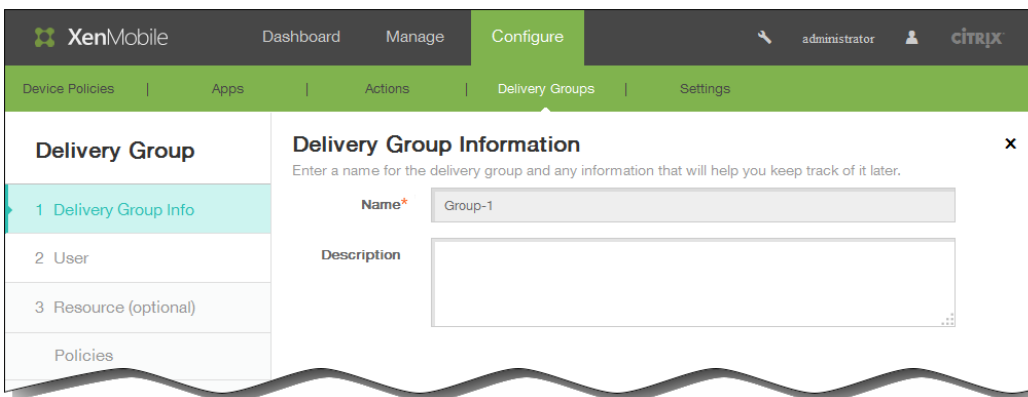 XenMobile Dashboard Manage Configure administrator CİTRIX
Device Policies | Apps | Actions | Delivery Groups | Settings
Delivery Group
1 Delivery Group Info
2 User
3 Resource (optional)
Policies
Delivery Group Information x
Enter a name for the delivery group and any information that will help you keep track of it later.
Name* Group-1
Description